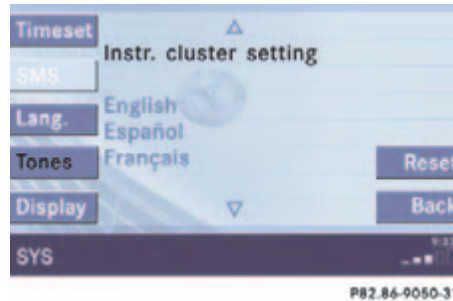 Timeset
Instr. cluster setting
SMS
English
Lang.
Español
Tones
Français
Reset
Display
Back
SYS
P82.86-9050-31